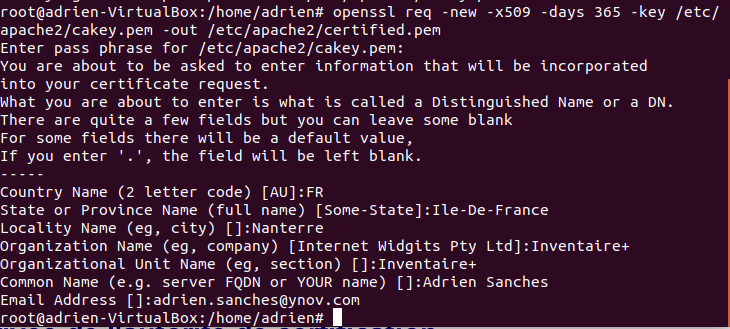 root@adrien-VirtualBox:/home/adrien# openssl req -new -x509 -days 365 -key /etc/
apache2/cakey.pem -out /etc/apache2/certified.pem
Enter pass phrase for /etc/apache2/cakey.pem:
You are about to be asked to enter information that will be incorporated
into your certificate request.
What you are about to enter is what is called a Distinguished Name or a DN.
There are quite a few fields but you can leave some blank
For some fields there will be a default value,
If you enter '.', the field will be left blank.
-----
Country Name (2 letter code) [AU]:FR
State or Province Name (full name) [Some-State]:Ile-De-France
Locality Name (eg, city) []:Nanterre
Organization Name (eg, company) [Internet Widgits Pty Ltd]:Inventaire+
Organizational Unit Name (eg, section) []:Inventaire+
Common Name (e.g. server FQDN or YOUR name) []:Adrien Sanches
Email Address []:adrien.sanches@ynov.com
root@adrien-VirtualBox:/home/adrien#